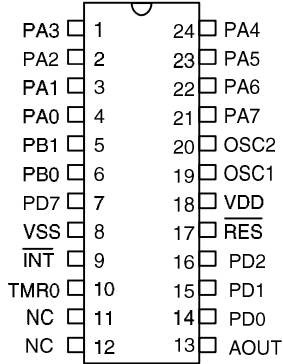 PA3 1 24 PA4
PA2 2 23 PA5
PA1 3 22 PA6
PA0 4 21 PA7
PB1 5 20 OSC2
PB0 6 19 OSC1
PD7 7 18 VDD
VSS 8 17 RES
INT 9 16 PD2
TMR0 10 15 PD1
NC 11 14 PD0
NC 12 13 AOUT